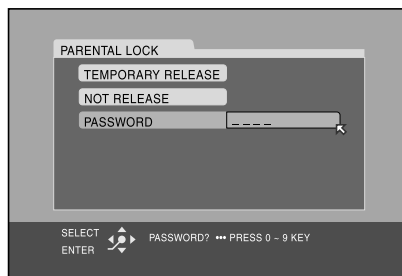 PARENTAL LOCK
TEMPORARY RELEASE
NOT RELEASE
PASSWORD _ _ _ _
SELECT
ENTER
PASSWORD? ••• PRESS 0 ~ 9 KEY